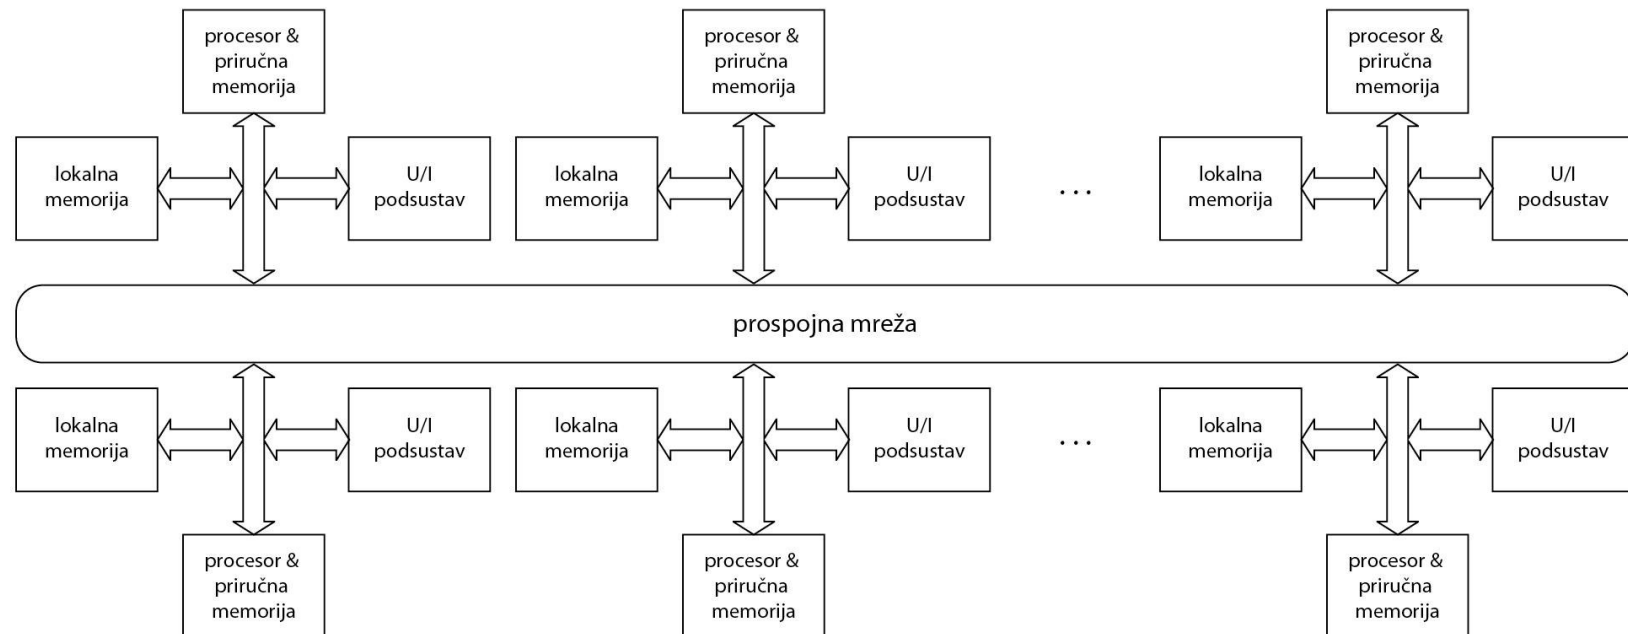 procesor &
priručna
memorija
procesor &
priručna
memorija
procesor &
priručna
memorija
lokalna
memorija
U/I
podsustav
lokalna
memorija
U/I
podsustav
...
lokalna
memorija
U/I
podsustav
prospojna mreža
lokalna
memorija
U/I
podsustav
lokalna
memorija
U/I
podsustav
...
lokalna
memorija
U/I
podsustav
procesor &
priručna
memorija
procesor &
priručna
memorija
procesor &
priručna
memorija